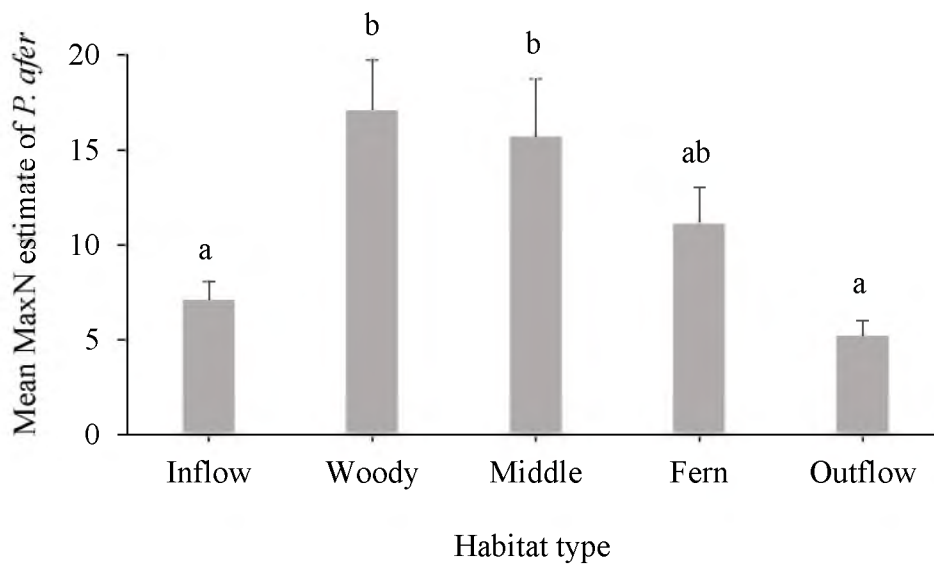 Mean MaxN estimate of P. afer
20
15
10
5
0
a
b
b
ab
a
Inflow
Woody
Middle
Fern
Outflow
Habitat type